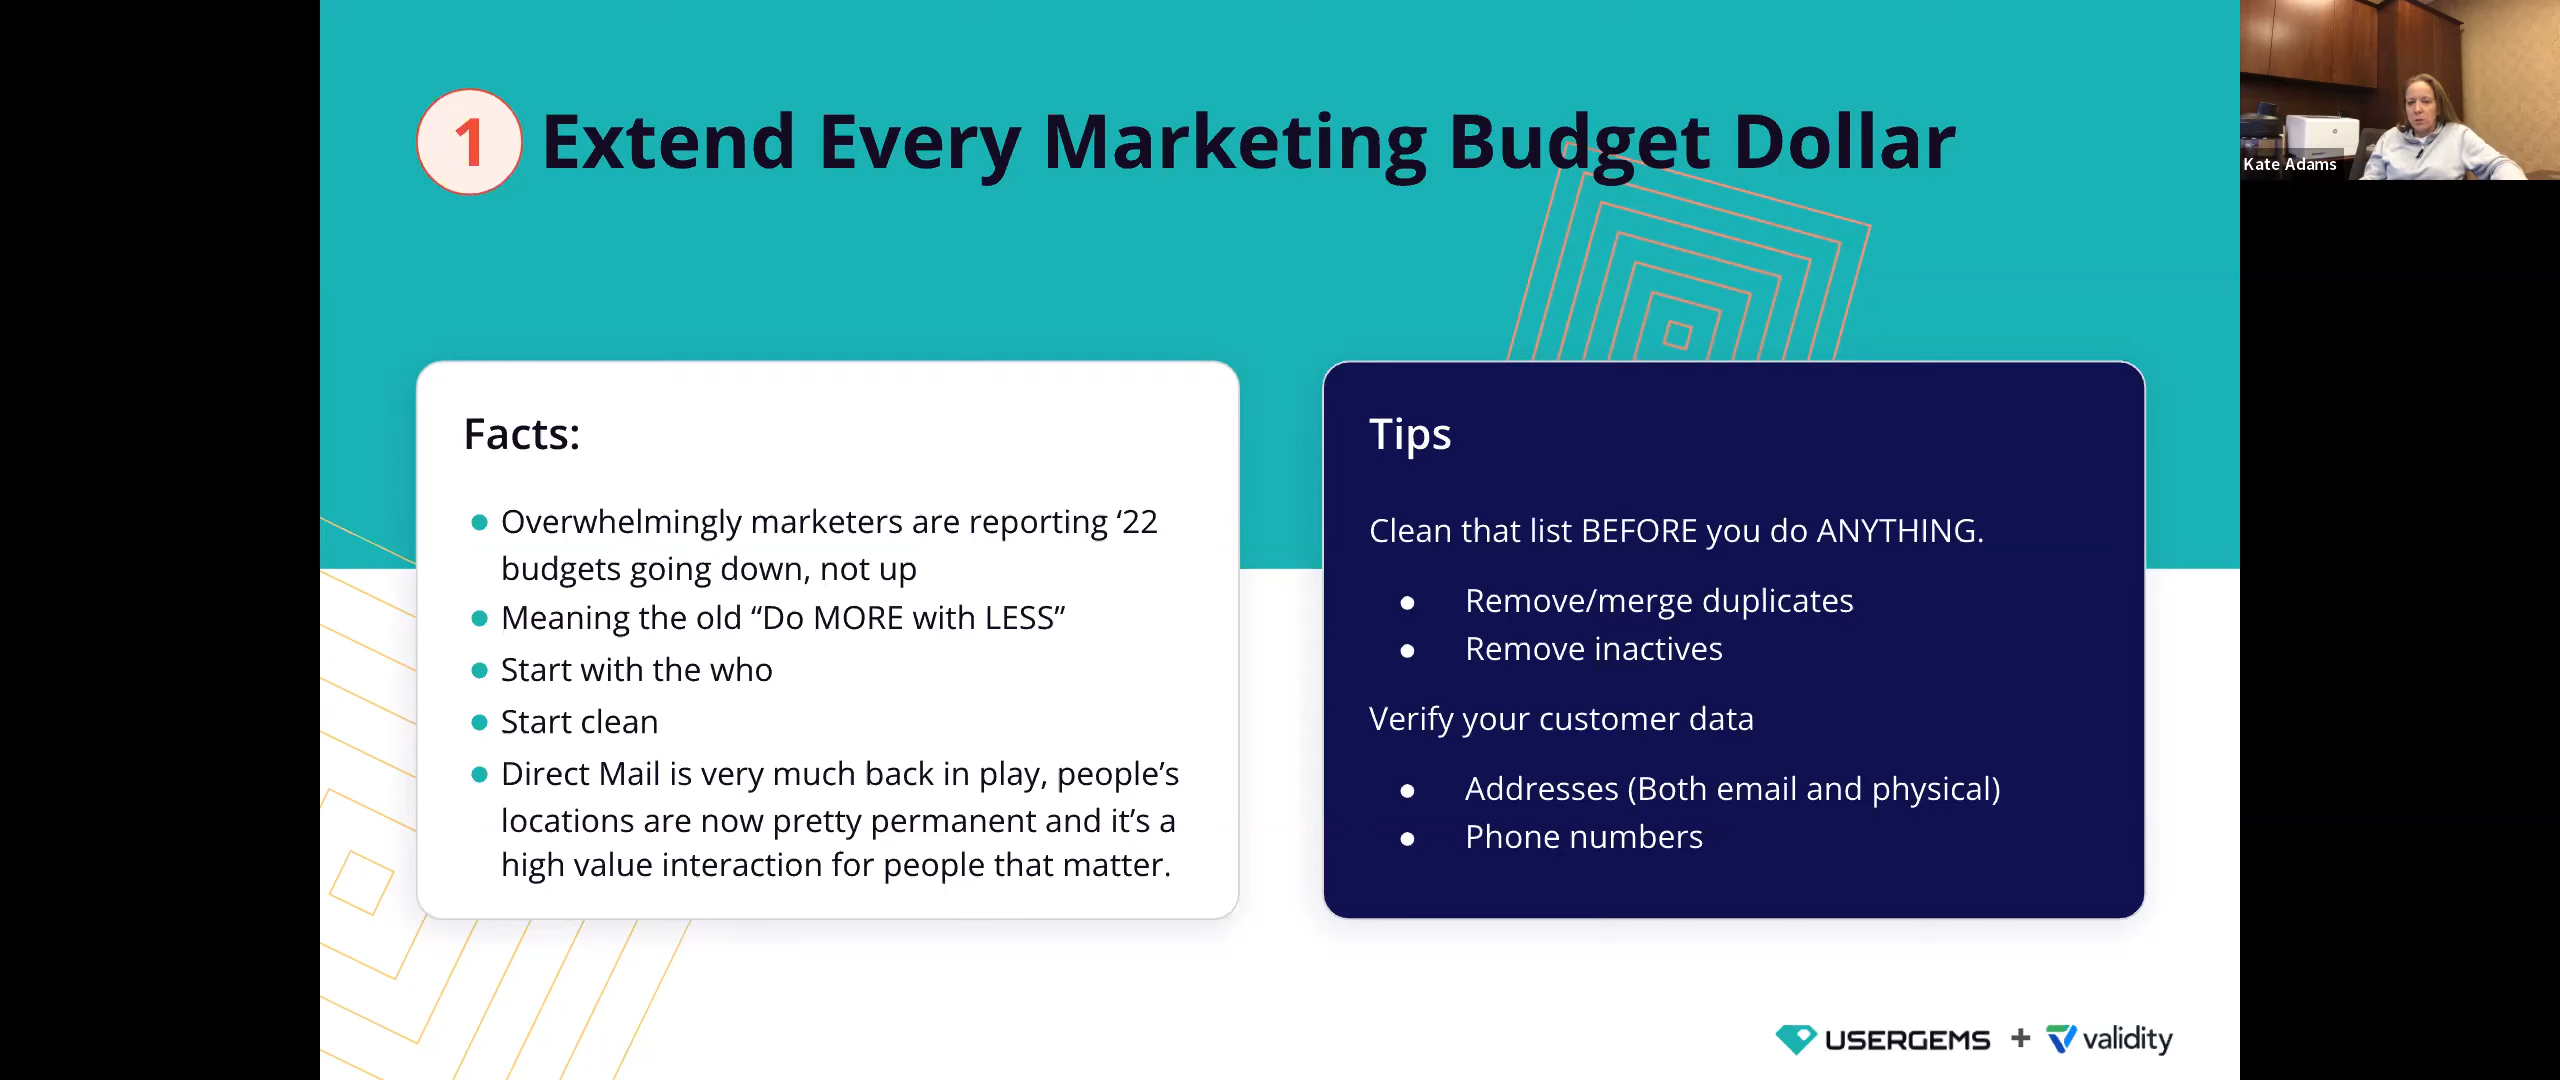 1 Extend Every Marketing Budget Dollar
Kate Adams
Facts:
Overwhelmingly marketers are reporting ‘22
budgets going down, not up
Meaning the old “Do MORE with LESS”
Start with the who
Start clean
Direct Mail is very much back in play, people’s
locations are now pretty permanent and it’s a
high value interaction for people that matter.
Tips
Clean that list BEFORE you do ANYTHING.
Remove/merge duplicates
Remove inactives
Verify your customer data
Addresses (Both email and physical)
Phone numbers
USERGEMS + validity